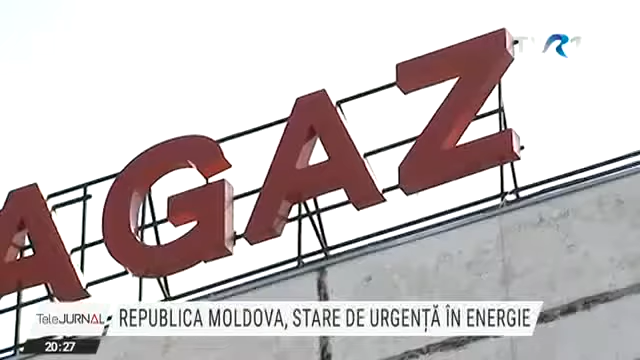 TVR1
AGAZ
TeleJURNAL
REPUBLICA MOLDOVA, STARE DE URGENȚĂ ÎN ENERGIE
20:27